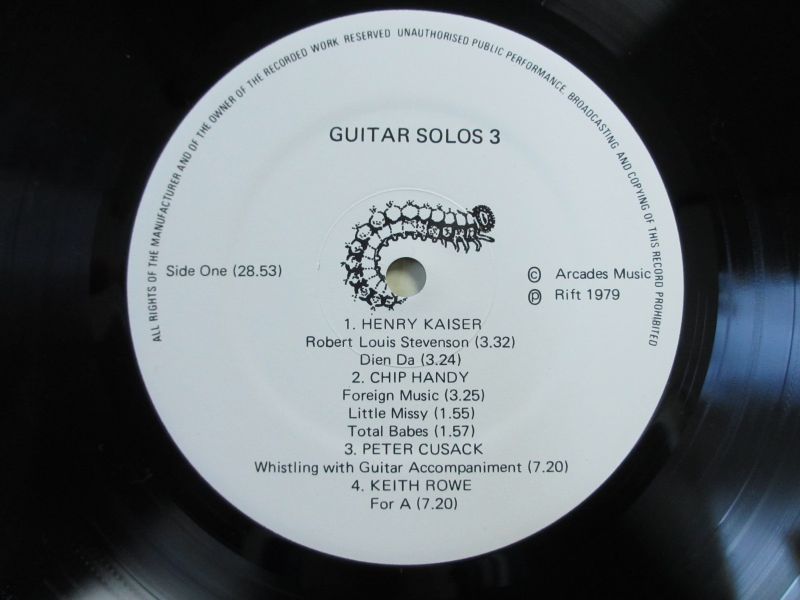 ALL RIGHTS OF THE MANUFACTURER AND OF THE OWNER OF THE RECORDED WORK RESERVED UNAUTHORISED PUBLIC PERFORMANCE, BROADCASTING AND COPYING OF THIS RECORD PROHIBITED
GUITAR SOLOS 3
Side One (28.53)
© Arcades Music
℗ Rift 1979
1. HENRY KAISER
Robert Louis Stevenson (3.32)
Dien Da (3.24)
2. CHIP HANDY
Foreign Music (3.25)
Little Missy (1.55)
Total Babes (1.57)
3. PETER CUSACK
Whistling with Guitar Accompaniment (7.20)
4. KEITH ROWE
For A (7.20)